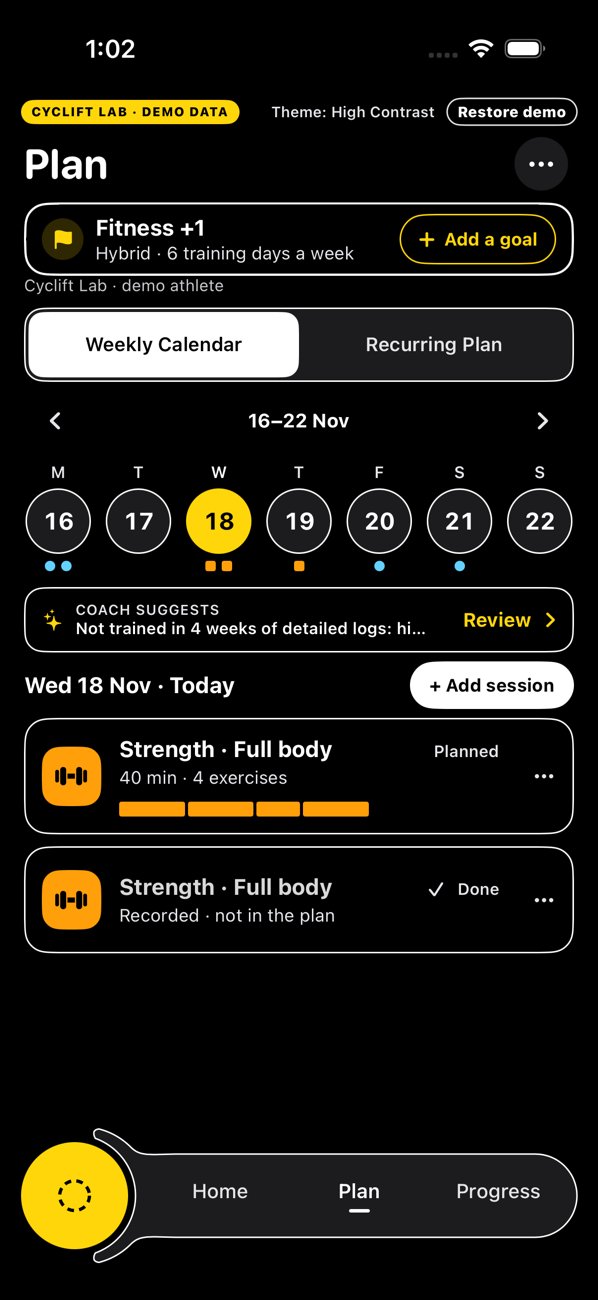 1:02
CYCLIFT LAB · DEMO DATA
Theme: High Contrast
Restore demo
Plan
Fitness +1
Hybrid · 6 training days a week
+ Add a goal
Cyclift Lab · demo athlete
Weekly Calendar
Recurring Plan
16–22 Nov
M T W T F S S
16 17 18 19 20 21 22
COACH SUGGESTS
Not trained in 4 weeks of detailed logs: hi...
Review
Wed 18 Nov · Today
+ Add session
Strength · Full body
Planned
40 min · 4 exercises
Strength · Full body
Done
Recorded · not in the plan
Home
Plan
Progress